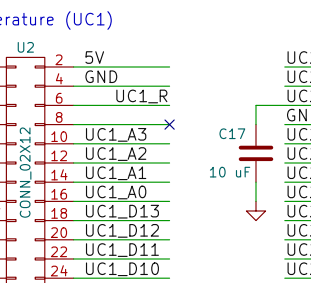 erature (UC1)
U2
CONN_02X12
2 5V
4 GND
6 UC1_R
8
10 UC1_A3
12 UC1_A2
14 UC1_A1
16 UC1_A0
18 UC1_D13
20 UC1_D12
22 UC1_D11
24 UC1_D10
C17
10 uF
UC
UC
UC
GN
UC
UC
UC
UC
UC
UC
UC
UC